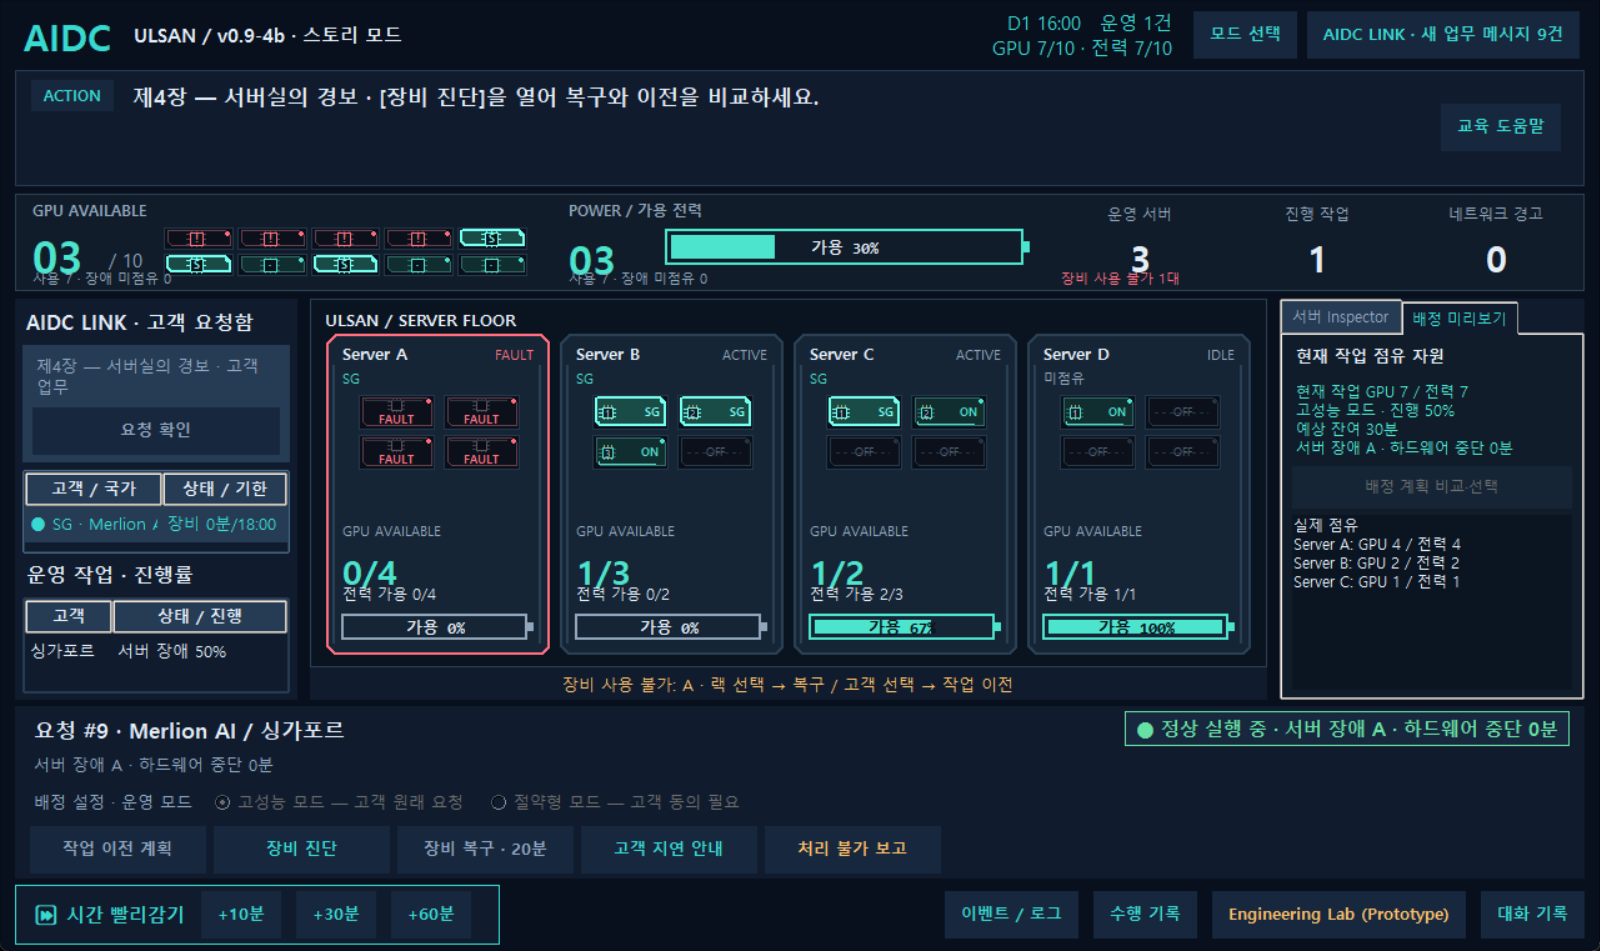 AIDC
ULSAN / v0.9-4b · 스토리 모드
D1 16:00 운영 1건
GPU 7/10 · 전력 7/10
모드 선택
AIDC LINK · 새 업무 메시지 9건
ACTION
제4장 — 서버실의 경보 · [장비 진단]을 열어 복구와 이전을 비교하세요.
교육 도움말
GPU AVAILABLE
03 / 10
사용 7 · 장애 미점유 0
POWER / 가용 전력
03
가용 30%
사용 7 · 장애 미점유 0
운영 서버
3
장비 사용 불가 1대
진행 작업
1
네트워크 경고
0
AIDC LINK · 고객 요청함
제4장 — 서버실의 경보 · 고객
업무
요청 확인
고객 / 국가 상태 / 기한
SG · Merlion 장비 0분/18:00
운영 작업 · 진행률
고객 상태 / 진행
싱가포르 서버 장애 50%
ULSAN / SERVER FLOOR
Server A FAULT
SG
FAULT FAULT
FAULT FAULT
GPU AVAILABLE
0/4
전력 가용 0/4
가용 0%
Server B ACTIVE
SG
1 SG 2 SG
3 ON OFF
GPU AVAILABLE
1/3
전력 가용 0/2
가용 0%
Server C ACTIVE
SG
1 SG 2 ON
OFF OFF
GPU AVAILABLE
1/2
전력 가용 2/3
가용 67%
Server D IDLE
미점유
1 ON OFF
OFF OFF
GPU AVAILABLE
1/1
전력 가용 1/1
가용 100%
장비 사용 불가: A · 랙 선택 → 복구 / 고객 선택 → 작업 이전
서버 Inspector 배정 미리보기
현재 작업 점유 자원
현재 작업 GPU 7 / 전력 7
고성능 모드 · 진행 50%
예상 잔여 30분
서버 장애 A · 하드웨어 중단 0분
배정 계획 비교·선택
실제 점유
Server A: GPU 4 / 전력 4
Server B: GPU 2 / 전력 2
Server C: GPU 1 / 전력 1
요청 #9 · Merlion AI / 싱가포르
정상 실행 중 · 서버 장애 A · 하드웨어 중단 0분
서버 장애 A · 하드웨어 중단 0분
배정 설정 · 운영 모드 고성능 모드 — 고객 원래 요청 절약형 모드 — 고객 동의 필요
작업 이전 계획 장비 진단 장비 복구 · 20분 고객 지연 안내 처리 불가 보고
시간 빨리감기 +10분 +30분 +60분
이벤트 / 로그 수행 기록 Engineering Lab (Prototype) 대화 기록